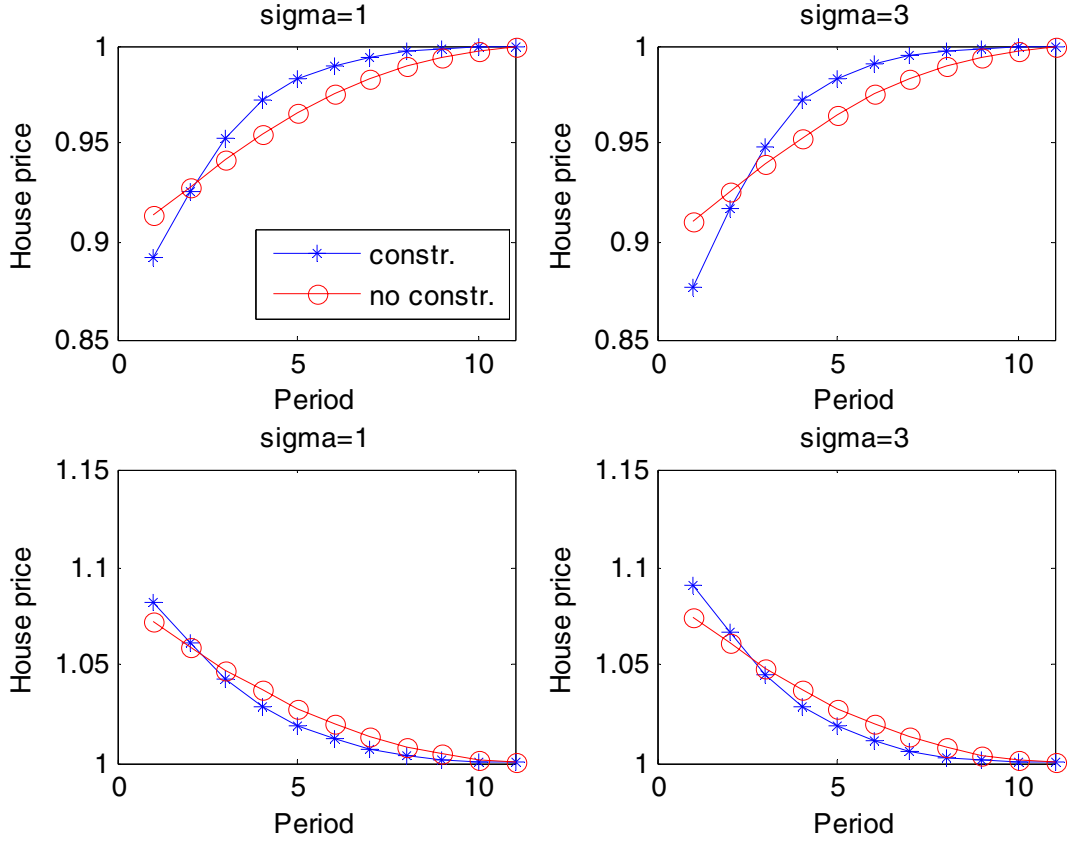 sigma=1
House price
1
0.95
0.9
0.85
0
5
10
Period
constr.
no constr.
sigma=3
House price
1
0.95
0.9
0.85
0
5
10
Period
sigma=1
House price
1.15
1.1
1.05
1
0
5
10
Period
sigma=3
House price
1.15
1.1
1.05
1
0
5
10
Period